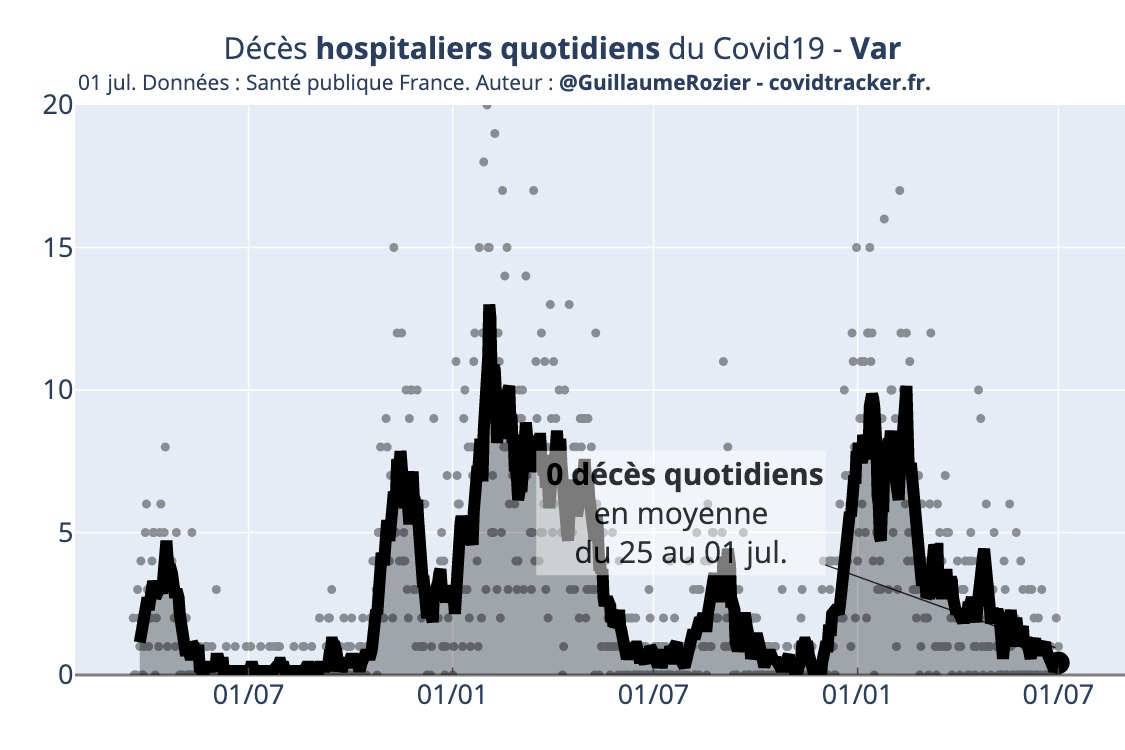 Décès hospitaliers quotidiens du Covid19 - Var
01 jul. Données : Santé publique France. Auteur : @GuillaumeRozier - covidtracker.fr.
20
15
10
5
0
0 décès quotidiens
en moyenne
du 25 au 01 jul.
01/07 01/01 01/07 01/01 01/07